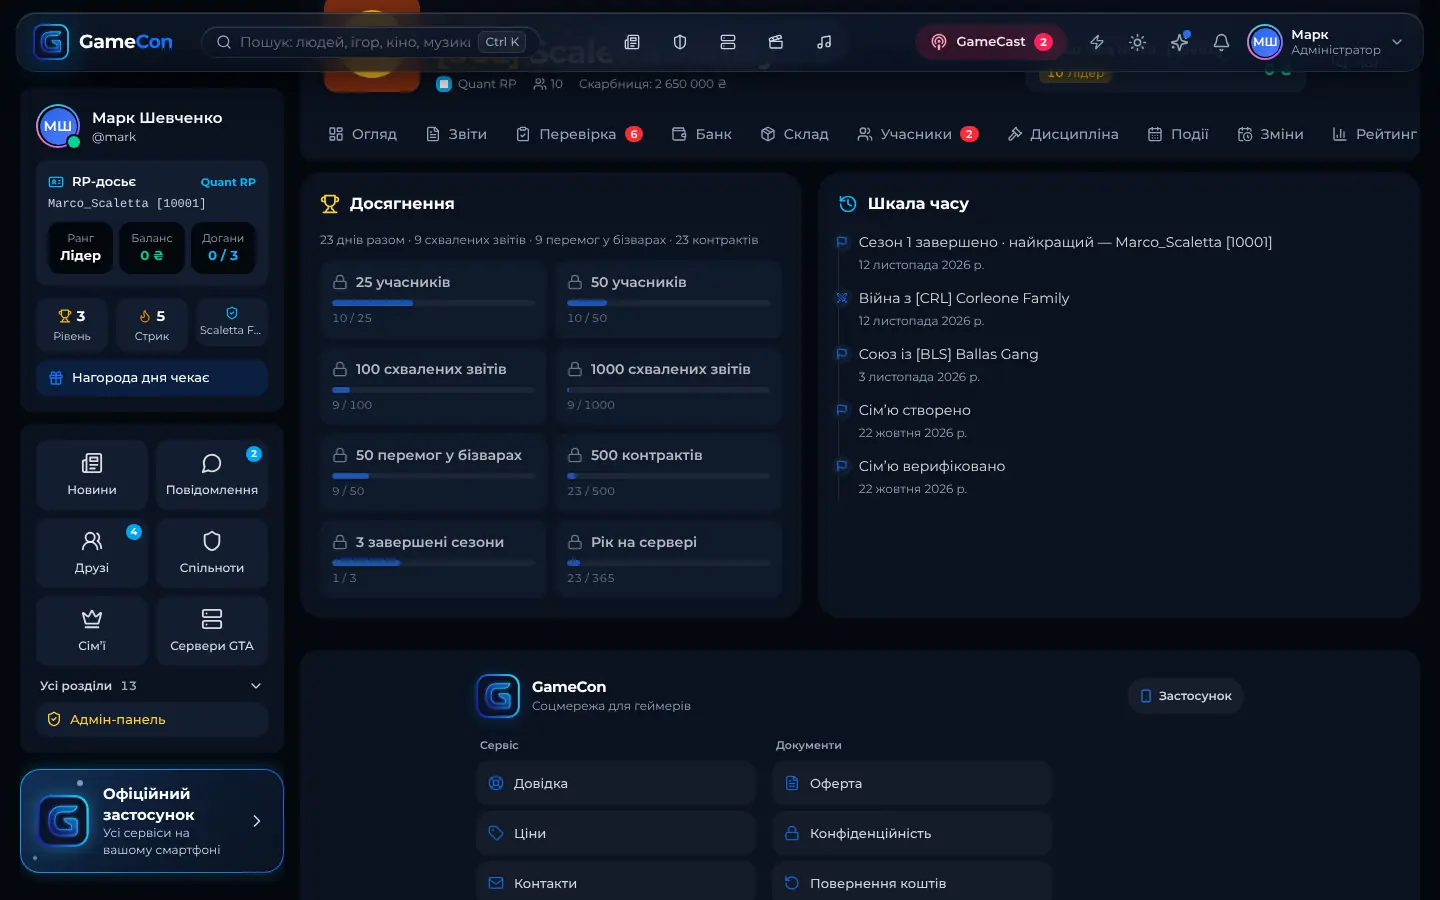 GameCon
Пошук: людей, ігор, кіно, музики
Ctrl K
GameCast 2
МШ
Марк
Адміністратор
Scale
10 Лідер
Quant RP
10
Скарбниця: 2 650 000 ₴
0 ₴
МШ
Марк Шевченко
@mark
RP-досьє
Quant RP
Marco_Scaletta [10001]
Ранг
Лідер
Баланс
0 ₴
Догани
0 / 3
3
Рівень
5
Стрик
Scaletta F...
Нагорода дня чекає
Новини
Повідомлення
2
Друзі
4
Спільноти
Сім’ї
Сервери GTA
Усі розділи 13
Адмін-панель
Офіційний
застосунок
Усі сервіси на
вашому смартфоні
Огляд
Звіти
Перевірка 6
Банк
Склад
Учасники 2
Дисципліна
Події
Зміни
Рейтинг
Досягнення
23 днів разом · 9 схвалених звітів · 9 перемог у бізварах · 23 контрактів
25 учасників
10 / 25
50 учасників
10 / 50
100 схвалених звітів
9 / 100
1000 схвалених звітів
9 / 1000
50 перемог у бізварах
9 / 50
500 контрактів
23 / 500
3 завершені сезони
1 / 3
Рік на сервері
23 / 365
Шкала часу
Сезон 1 завершено · найкращий — Marco_Scaletta [10001]
12 листопада 2026 р.
Війна з [CRL] Corleone Family
12 листопада 2026 р.
Союз із [BLS] Ballas Gang
3 листопада 2026 р.
Сім’ю створено
22 жовтня 2026 р.
Сім’ю верифіковано
22 жовтня 2026 р.
GameCon
Соцмережа для геймерів
Застосунок
Сервіс
Довідка
Ціни
Контакти
Документи
Оферта
Конфіденційність
Повернення коштів